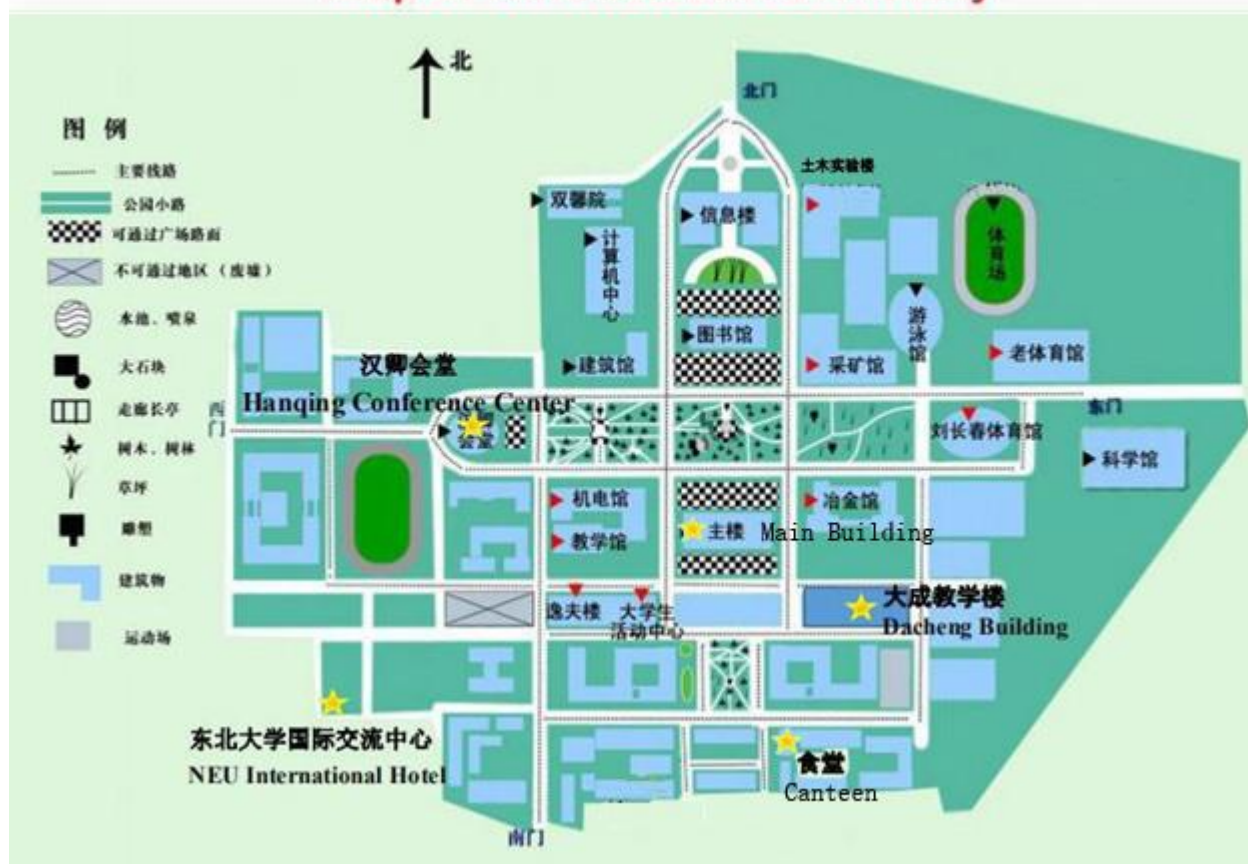 北
图 例
主要线路
公园小路
可通过广场路面
不可通过地区（废墟）
水池、喷泉
大石块
走廊长亭
树木、树林
草坪
雕塑
建筑物
运动场
北门
土木实验楼
双馨院
信息楼
计算机中心
体育场
游泳馆
图书馆
建筑馆
采矿馆
老体育馆
汉卿会堂
Hanqing Conference Center
西门
会堂
东门
刘长春体育馆
科学馆
机电馆
冶金馆
主楼 Main Building
教学馆
逸夫楼
大学生
活动中心
大成教学楼
Dacheng Building
东北大学国际交流中心
NEU International Hotel
食堂
Canteen
南门